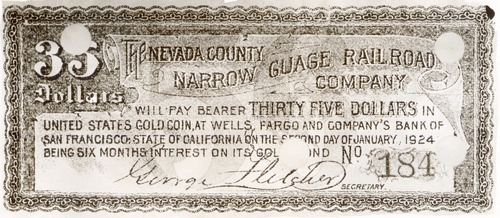 35
Dollars
THE NEVADA COUNTY
NARROW GUAGE RAILROAD
COMPANY
WILL PAY BEARER THIRTY FIVE DOLLARS IN
UNITED STATES GOLD COIN, AT WELLS, FARGO AND COMPANY'S BANK OF
SAN FRANCISCO STATE OF CALIFORNIA ON THE SECOND DAY OF JANUARY, 1924
BEING SIX MONTHS INTEREST ON ITS GOL OND No. 184
George Fletcher
SECRETARY.